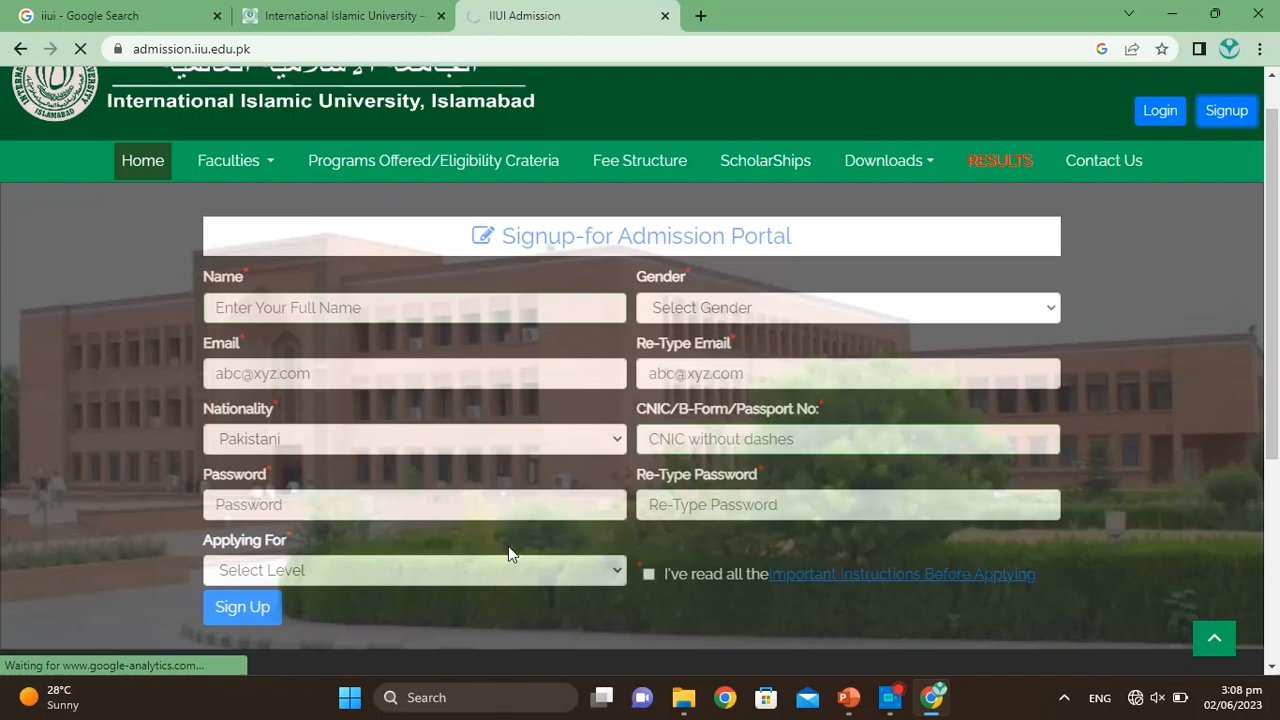 iiui - Google Search
International Islamic University –
IIUI Admission
admission.iiu.edu.pk
الجامعة الإسلامية العالمية
International Islamic University, Islamabad
Login
Signup
Home
Faculties
Programs Offered/Eligibility Crateria
Fee Structure
ScholarShips
Downloads
RESULTS
Contact Us
Signup-for Admission Portal
Name*
Gender*
Enter Your Full Name
Select Gender
Email*
Re-Type Email*
abc@xyz.com
abc@xyz.com
Nationality*
CNIC/B-Form/Passport No:*
Pakistani
CNIC without dashes
Password*
Re-Type Password*
Password
Re-Type Password
Applying For*
Select Level
* I've read all theImportant Instructions Before Applying
Sign Up
Waiting for www.google-analytics.com...
28°C
Sunny
Search
ENG
3:08 pm
02/06/2023